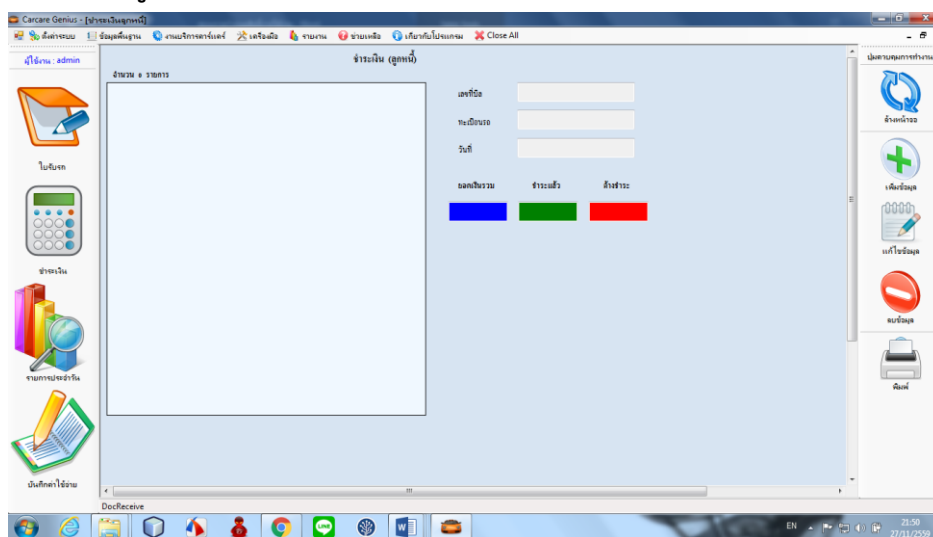 Carcare Genius - [ชำระเงินลูกหนี้]
ตั้งค่าระบบ ข้อมูลพื้นฐาน งานบริการคาร์แคร์ เครื่องมือ รายงาน ช่วยเหลือ เกี่ยวกับโปรแกรม Close All
ผู้ใช้งาน : admin
ชำระเงิน (ลูกหนี้)
ปุ่มควบคุมการทำงาน
จำนวน 0 รายการ
เลขที่บิล
ทะเบียนรถ
วันที่
ยอดเงินรวม ชำระแล้ว ค้างชำระ
ใบรับรถ
ชำระเงิน
รายการประจำวัน
บันทึกค่าใช้จ่าย
ล้างหน้าจอ
เพิ่มข้อมูล
แก้ไขข้อมูล
ลบข้อมูล
พิมพ์
DocReceive
LINE
EN
21:50
27/11/2559